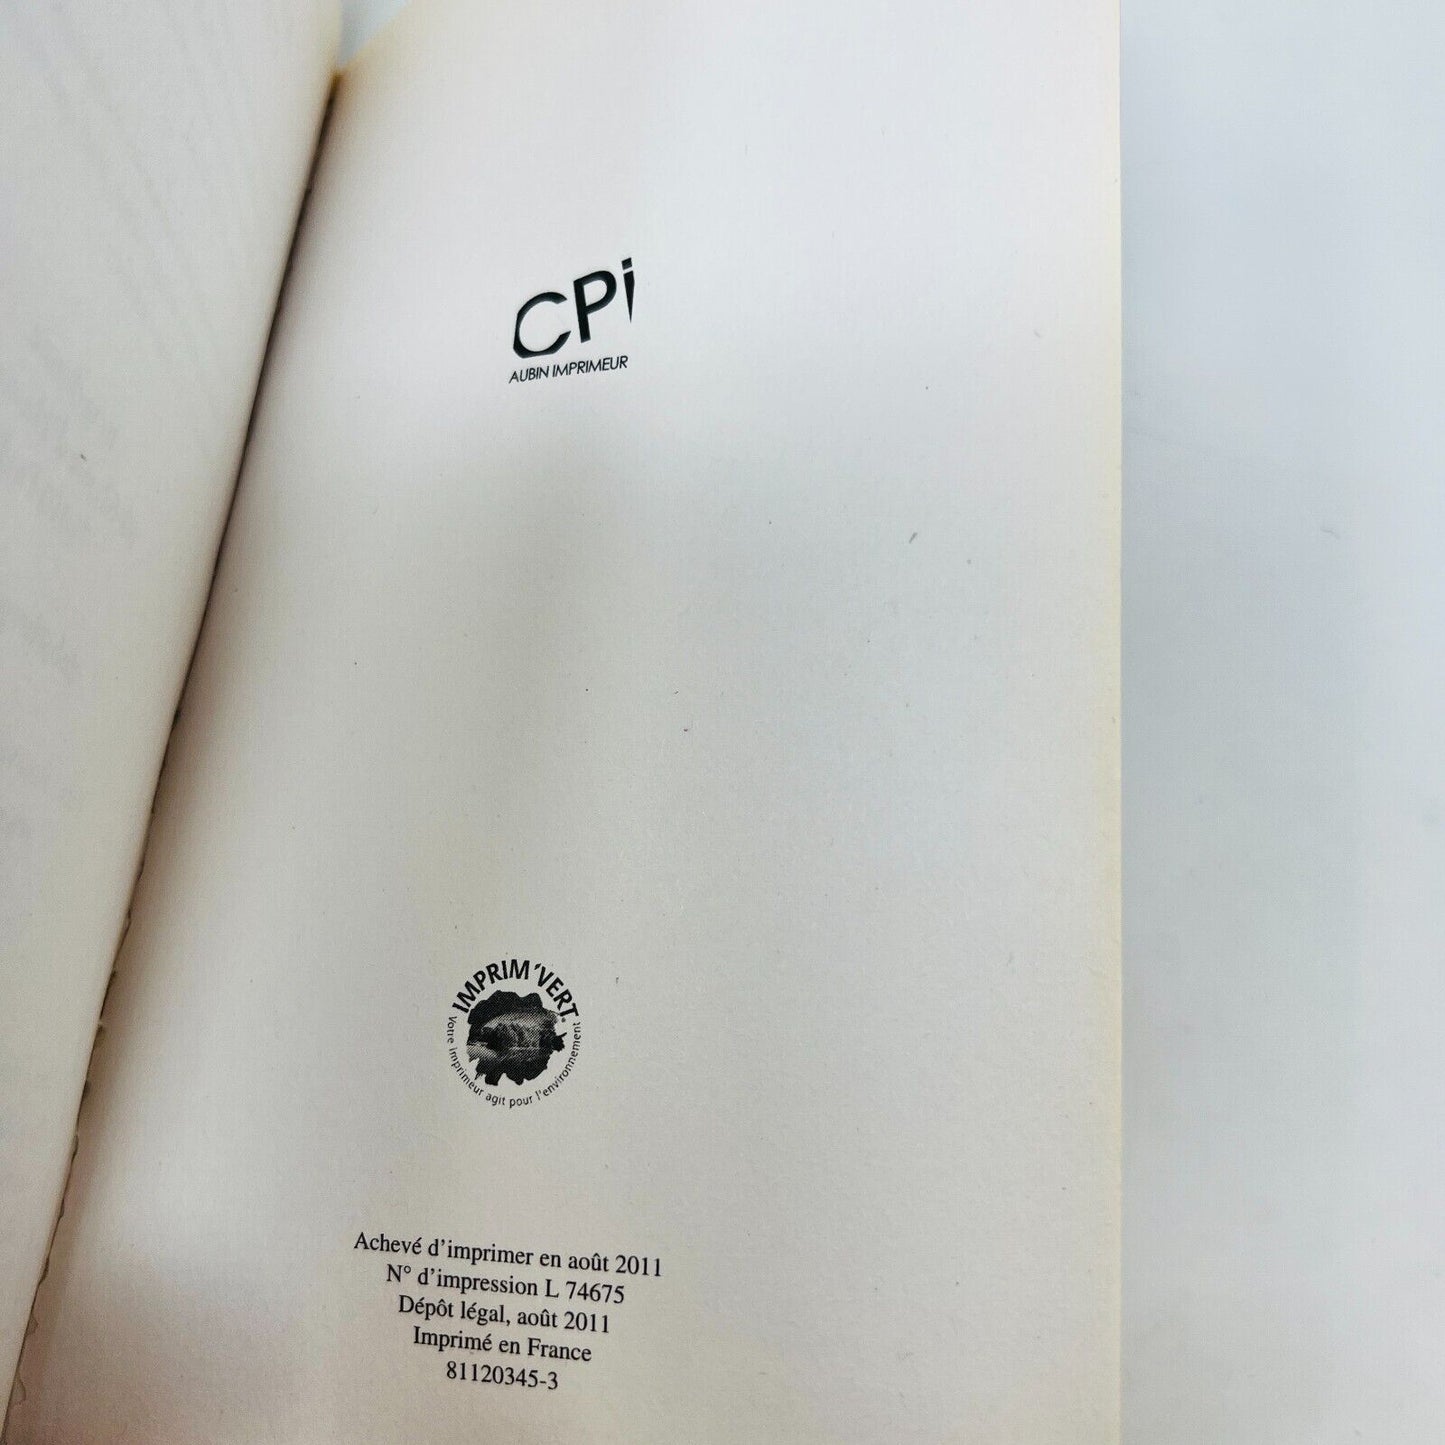 CPi
AUBIN IMPRIMEUR
IMPRIM'VERT®
Votre imprimeur agit pour l'environnement
Achevé d'imprimer en août 2011
N° d'impression L 74675
Dépôt légal, août 2011
Imprimé en France
81120345-3